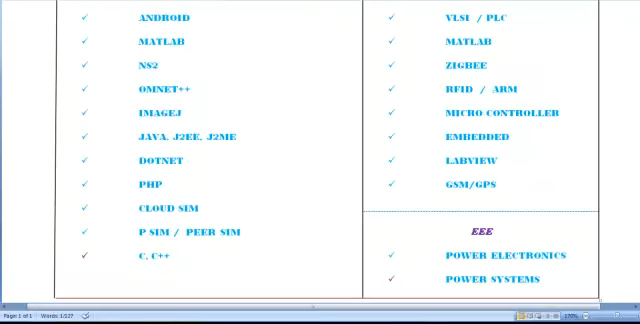 ANDROID
MATLAB
NS2
OMNET++
IMAGEJ
JAVA, J2EE, J2ME
DOTNET
PHP
CLOUD SIM
P SIM / PEER SIM
C, C++
VLSI / PLC
MATLAB
ZIGBEE
RFID / ARM
MICRO CONTROLLER
EMBEDDED
LABVIEW
GSM/GPS
EEE
POWER ELECTRONICS
POWER SYSTEMS
Page: 1 of 1 Words: 1/127 170%